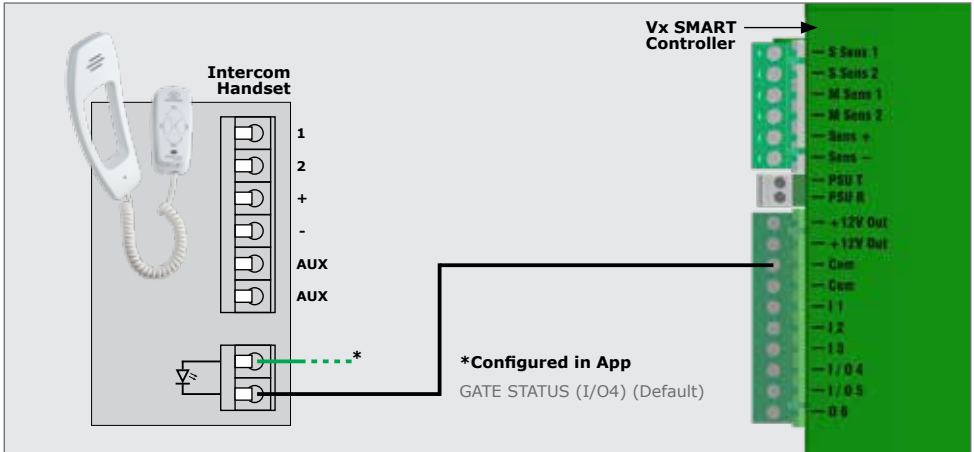 Vx SMART
Controller
Intercom
Handset
1
2
+
-
AUX
AUX
*
*Configured in App
GATE STATUS (I/O4) (Default)
S Sens 1
S Sens 2
M Sens 1
M Sens 2
Sens +
Sens –
PSU T
PSU R
+12V Out
+12V Out
Com
Com
I 1
I 2
I 3
I/O 4
I/O 5
O 6